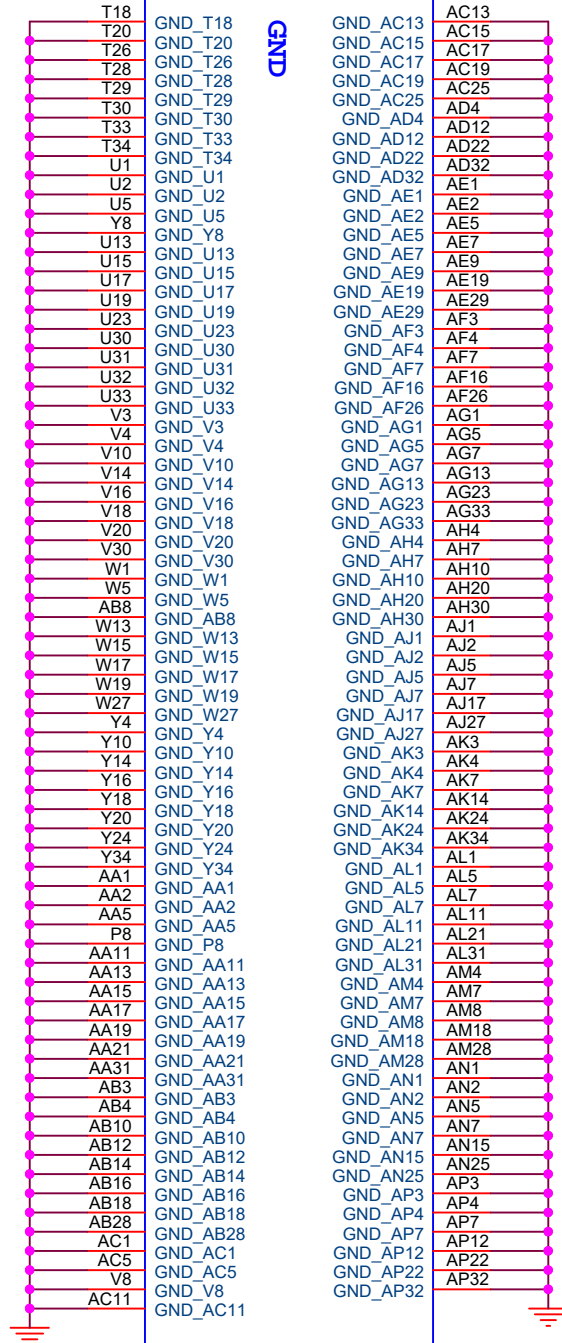 GND
T18 GND_T18 GND_AC13 AC13
T20 GND_T20 GND_AC15 AC15
T26 GND_T26 GND_AC17 AC17
T28 GND_T28 GND_AC19 AC19
T29 GND_T29 GND_AC25 AC25
T30 GND_T30 GND_AD4 AD4
T33 GND_T33 GND_AD12 AD12
T34 GND_T34 GND_AD22 AD22
U1 GND_U1 GND_AD32 AD32
U2 GND_U2 GND_AE1 AE1
U5 GND_U5 GND_AE2 AE2
Y8 GND_Y8 GND_AE5 AE5
U13 GND_U13 GND_AE7 AE7
U15 GND_U15 GND_AE9 AE9
U17 GND_U17 GND_AE19 AE19
U19 GND_U19 GND_AE29 AE29
U23 GND_U23 GND_AF3 AF3
U30 GND_U30 GND_AF4 AF4
U31 GND_U31 GND_AF7 AF7
U32 GND_U32 GND_AF16 AF16
U33 GND_U33 GND_AF26 AF26
V3 GND_V3 GND_AG1 AG1
V4 GND_V4 GND_AG5 AG5
V10 GND_V10 GND_AG7 AG7
V14 GND_V14 GND_AG13 AG13
V16 GND_V16 GND_AG23 AG23
V18 GND_V18 GND_AG33 AG33
V20 GND_V20 GND_AH4 AH4
V30 GND_V30 GND_AH7 AH7
W1 GND_W1 GND_AH10 AH10
W5 GND_W5 GND_AH20 AH20
AB8 GND_AB8 GND_AH30 AH30
W13 GND_W13 GND_AJ1 AJ1
W15 GND_W15 GND_AJ2 AJ2
W17 GND_W17 GND_AJ5 AJ5
W19 GND_W19 GND_AJ7 AJ7
W27 GND_W27 GND_AJ17 AJ17
Y4 GND_Y4 GND_AJ27 AJ27
Y10 GND_Y10 GND_AK3 AK3
Y14 GND_Y14 GND_AK4 AK4
Y16 GND_Y16 GND_AK7 AK7
Y18 GND_Y18 GND_AK14 AK14
Y20 GND_Y20 GND_AK24 AK24
Y24 GND_Y24 GND_AK34 AK34
Y34 GND_Y34 GND_AL1 AL1
AA1 GND_AA1 GND_AL5 AL5
AA2 GND_AA2 GND_AL7 AL7
AA5 GND_AA5 GND_AL11 AL11
P8 GND_P8 GND_AL21 AL21
AA11 GND_AA11 GND_AL31 AL31
AA13 GND_AA13 GND_AM4 AM4
AA15 GND_AA15 GND_AM7 AM7
AA17 GND_AA17 GND_AM8 AM8
AA19 GND_AA19 GND_AM18 AM18
AA21 GND_AA21 GND_AM28 AM28
AA31 GND_AA31 GND_AN1 AN1
AB3 GND_AB3 GND_AN2 AN2
AB4 GND_AB4 GND_AN5 AN5
AB10 GND_AB10 GND_AN7 AN7
AB12 GND_AB12 GND_AN15 AN15
AB14 GND_AB14 GND_AN25 AN25
AB16 GND_AB16 GND_AP3 AP3
AB18 GND_AB18 GND_AP4 AP4
AB28 GND_AB28 GND_AP7 AP7
AC1 GND_AC1 GND_AP12 AP12
AC5 GND_AC5 GND_AP22 AP22
V8 GND_V8 GND_AP32 AP32
AC11 GND_AC11